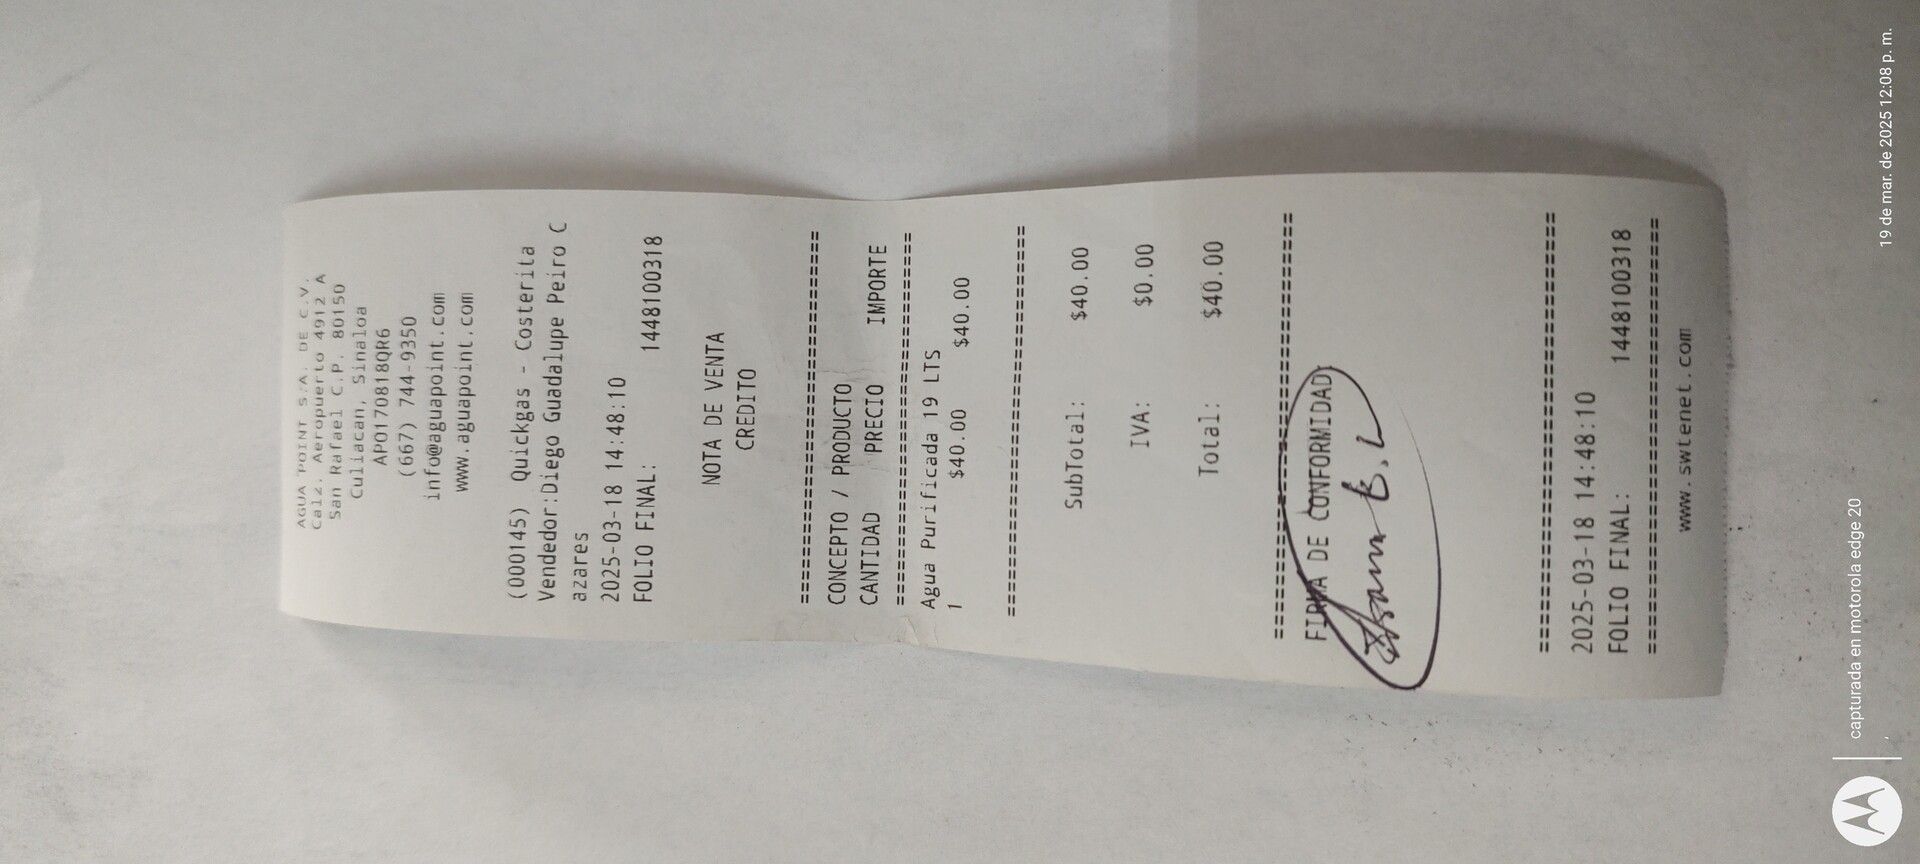 AGUA POINT S.A. DE C.V.
Calz. Aeropuerto 4912 A
San Rafael C.P. 80150
Culiacan, Sinaloa
APO170818QR6
(667) 744-9350
info@aguapoint.com
www.aguapoint.com
(000145) Quickgas - Costerita
Vendedor:Diego Guadalupe Peiro C
azares
2025-03-18 14:48:10
FOLIO FINAL: 1448100318
NOTA DE VENTA
CREDITO
================================
CONCEPTO / PRODUCTO
CANTIDAD PRECIO IMPORTE
================================
Agua Purificada 19 LTS
1 $40.00 $40.00
=================================
SubTotal: $40.00
IVA: $0.00
Total: $40.00
=================================
FIRMA DE CONFORMIDAD
=================================
2025-03-18 14:48:10
FOLIO FINAL: 1448100318
=================================
www.swtenet.com
capturada en motorola edge 20
19 de mar. de 2025 12:08 p. m.